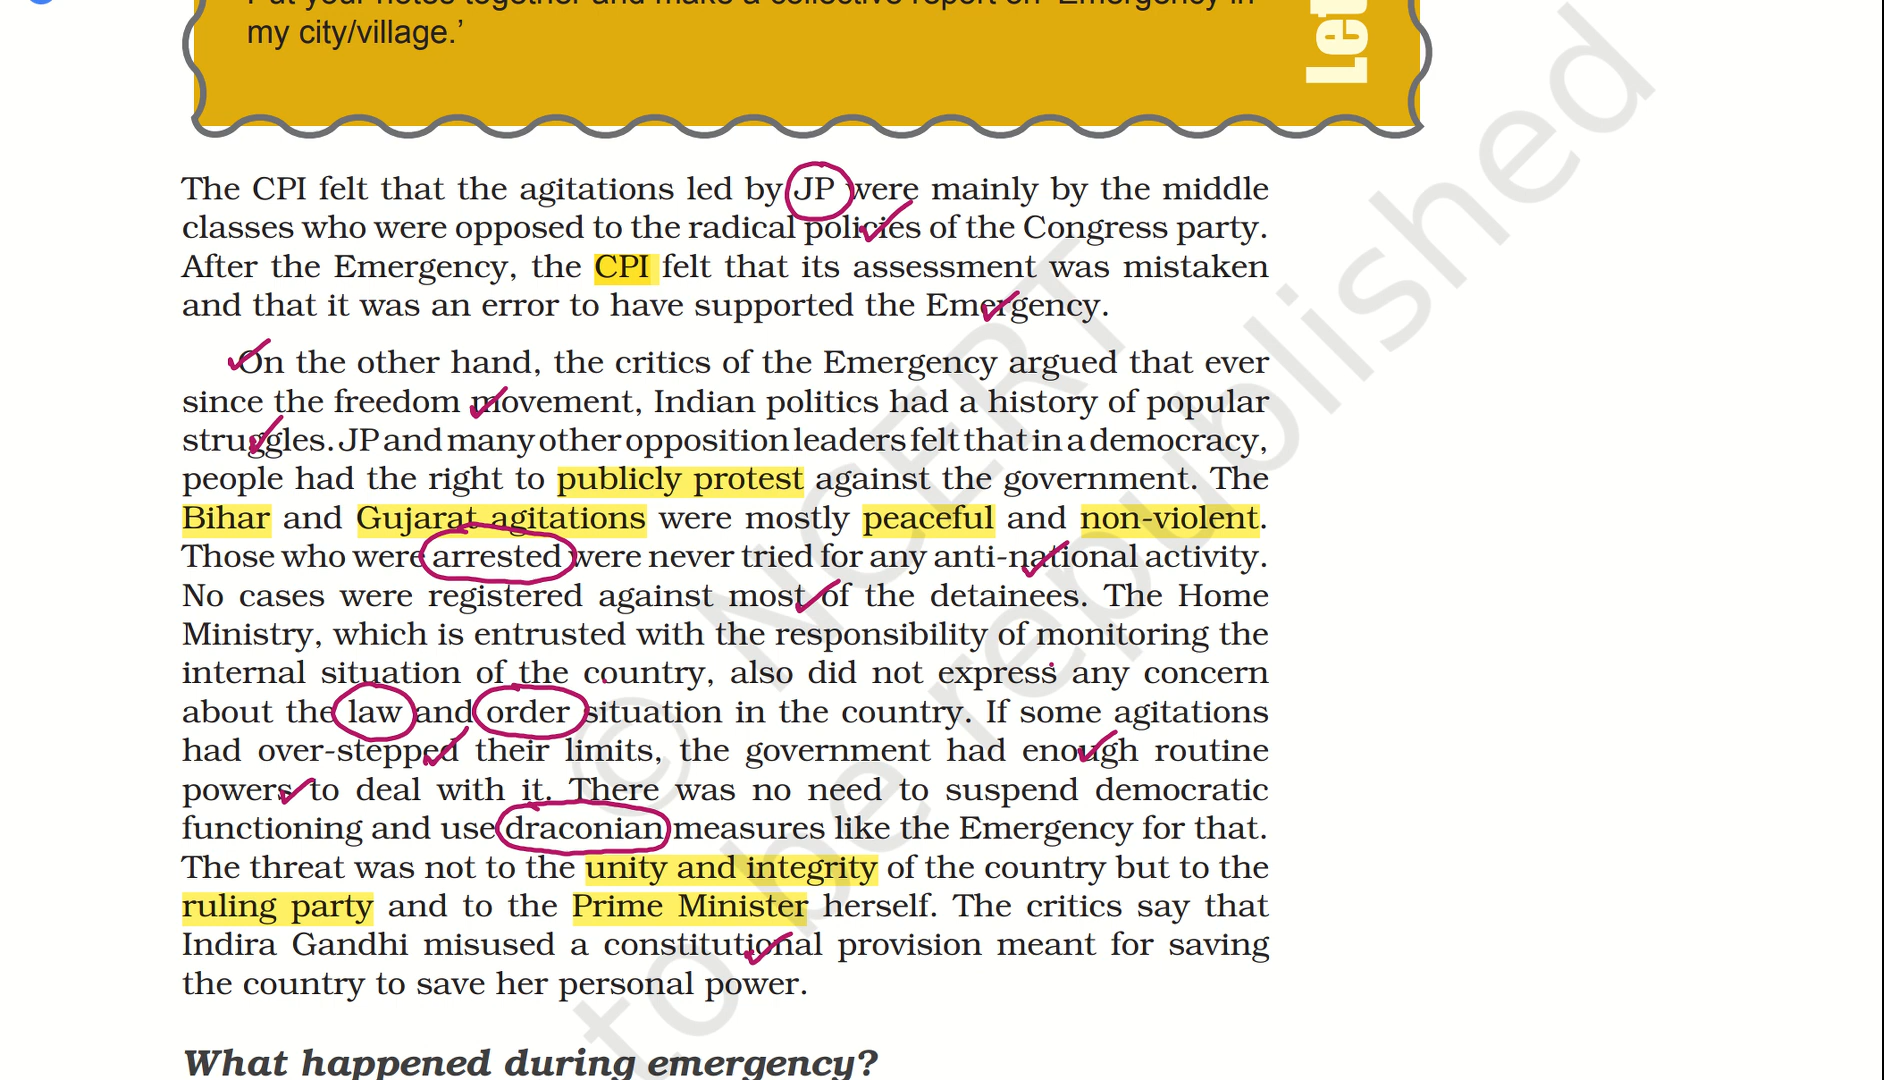 my city/village.’
Let
The CPI felt that the agitations led by JP were mainly by the middle
classes who were opposed to the radical policies of the Congress party.
After the Emergency, the CPI felt that its assessment was mistaken
and that it was an error to have supported the Emergency.
On the other hand, the critics of the Emergency argued that ever
since the freedom movement, Indian politics had a history of popular
struggles. JP and many other opposition leaders felt that in a democracy,
people had the right to publicly protest against the government. The
Bihar and Gujarat agitations were mostly peaceful and non-violent.
Those who were arrested were never tried for any anti-national activity.
No cases were registered against most of the detainees. The Home
Ministry, which is entrusted with the responsibility of monitoring the
internal situation of the country, also did not express any concern
about the law and order situation in the country. If some agitations
had over-stepped their limits, the government had enough routine
powers to deal with it. There was no need to suspend democratic
functioning and use draconian measures like the Emergency for that.
The threat was not to the unity and integrity of the country but to the
ruling party and to the Prime Minister herself. The critics say that
Indira Gandhi misused a constitutional provision meant for saving
the country to save her personal power.
What happened during emergency?
© NCERT
to be republished